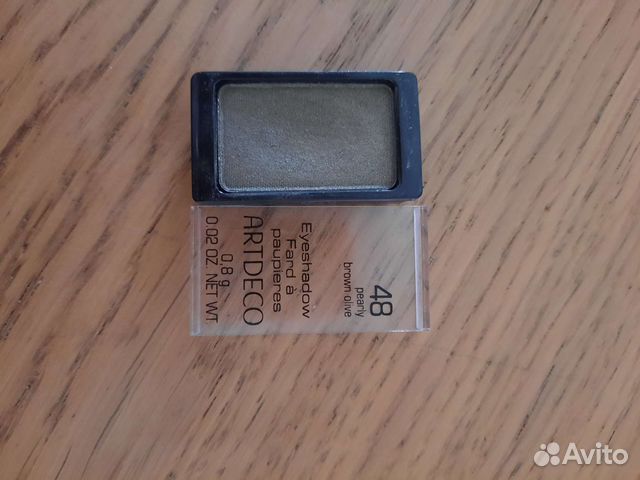 48
pearly
brown olive
Eyeshadow
Fard à
paupières
ARTDECO
0,8 g
0.02 OZ. NET WT
Avito